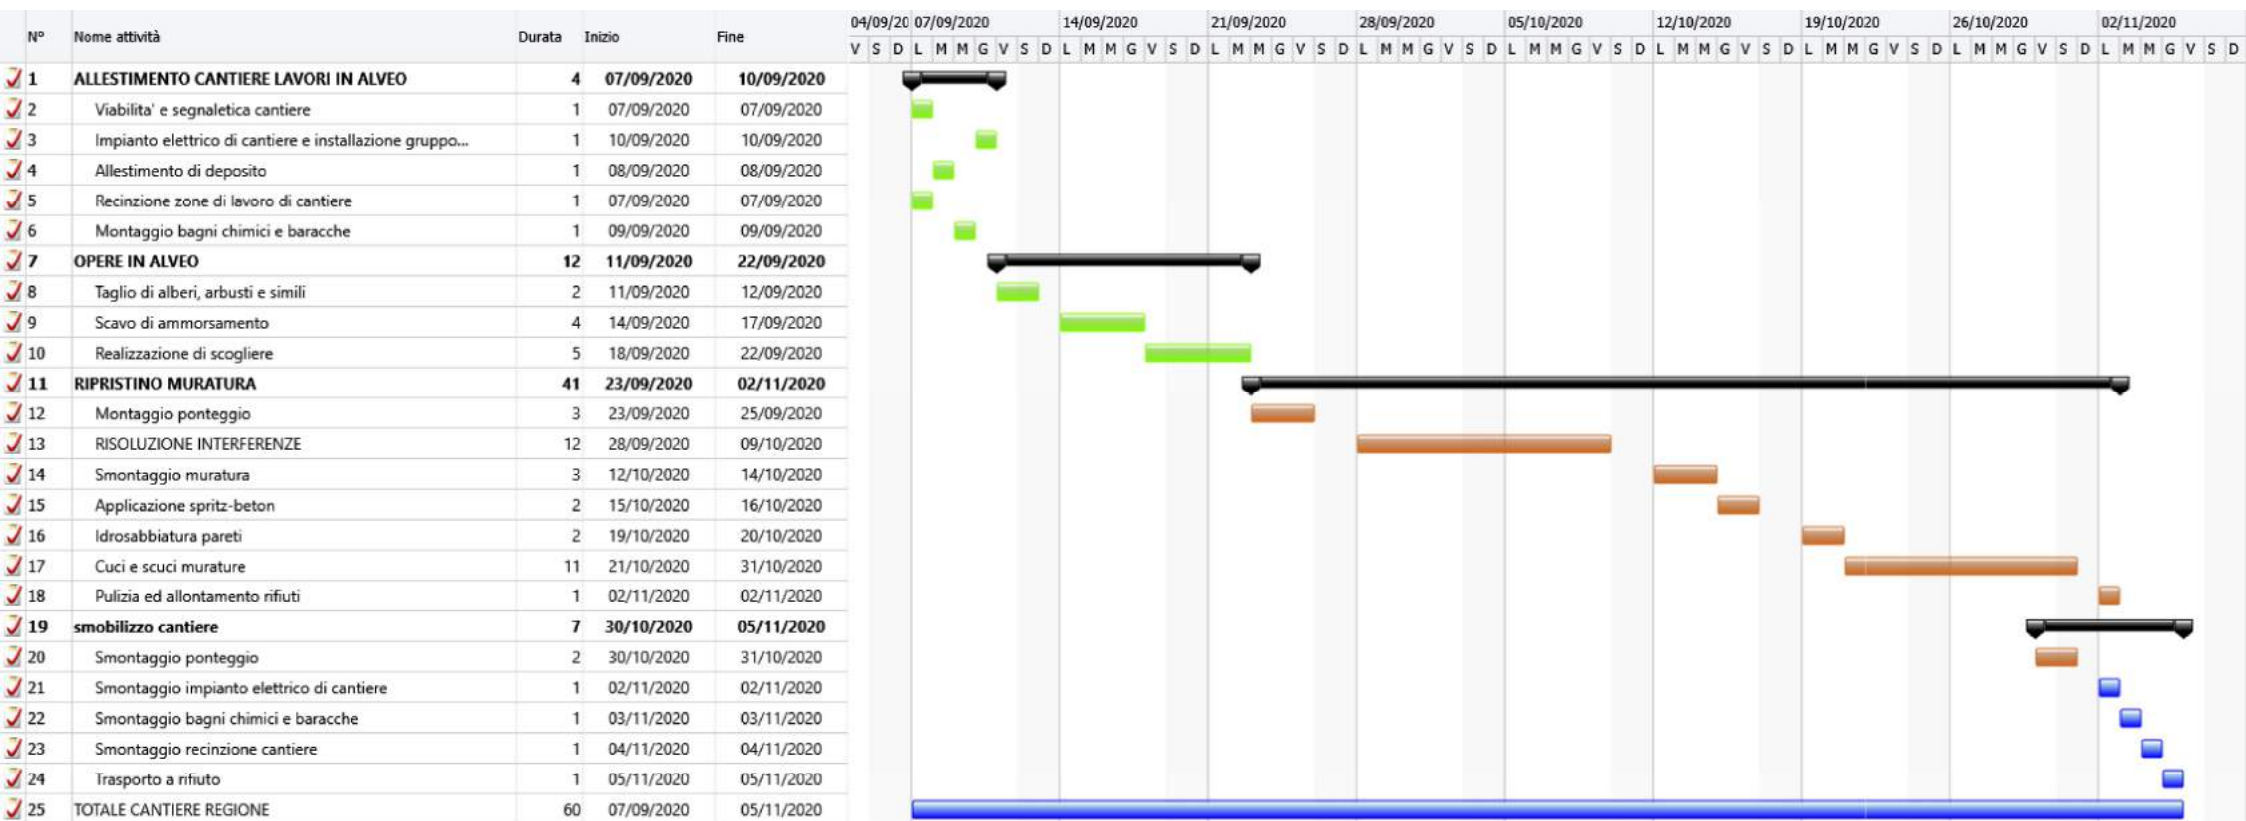 04/09/20 07/09/2020 14/09/2020 21/09/2020 28/09/2020 05/10/2020 12/10/2020 19/10/2020 26/10/2020 02/11/2020
N° Nome attività Durata Inizio Fine
V S D L M M G V S D L M M G V S D L M M G V S D L M M G V S D L M M G V S D L M M G V S D L M M G V S D L M M G V S D L M M G V S D
1 ALLESTIMENTO CANTIERE LAVORI IN ALVEO 4 07/09/2020 10/09/2020
2 Viabilita' e segnaletica cantiere 1 07/09/2020 07/09/2020
3 Impianto elettrico di cantiere e installazione gruppo... 1 10/09/2020 10/09/2020
4 Allestimento di deposito 1 08/09/2020 08/09/2020
5 Recinzione zone di lavoro di cantiere 1 07/09/2020 07/09/2020
6 Montaggio bagni chimici e baracche 1 09/09/2020 09/09/2020
7 OPERE IN ALVEO 12 11/09/2020 22/09/2020
8 Taglio di alberi, arbusti e simili 2 11/09/2020 12/09/2020
9 Scavo di ammorsamento 4 14/09/2020 17/09/2020
10 Realizzazione di scogliere 5 18/09/2020 22/09/2020
11 RIPRISTINO MURATURA 41 23/09/2020 02/11/2020
12 Montaggio ponteggio 3 23/09/2020 25/09/2020
13 RISOLUZIONE INTERFERENZE 12 28/09/2020 09/10/2020
14 Smontaggio muratura 3 12/10/2020 14/10/2020
15 Applicazione spritz-beton 2 15/10/2020 16/10/2020
16 Idrosabbiatura pareti 2 19/10/2020 20/10/2020
17 Cuci e scuci murature 11 21/10/2020 31/10/2020
18 Pulizia ed allontamento rifiuti 1 02/11/2020 02/11/2020
19 smobilizzo cantiere 7 30/10/2020 05/11/2020
20 Smontaggio ponteggio 2 30/10/2020 31/10/2020
21 Smontaggio impianto elettrico di cantiere 1 02/11/2020 02/11/2020
22 Smontaggio bagni chimici e baracche 1 03/11/2020 03/11/2020
23 Smontaggio recinzione cantiere 1 04/11/2020 04/11/2020
24 Trasporto a rifiuto 1 05/11/2020 05/11/2020
25 TOTALE CANTIERE REGIONE 60 07/09/2020 05/11/2020